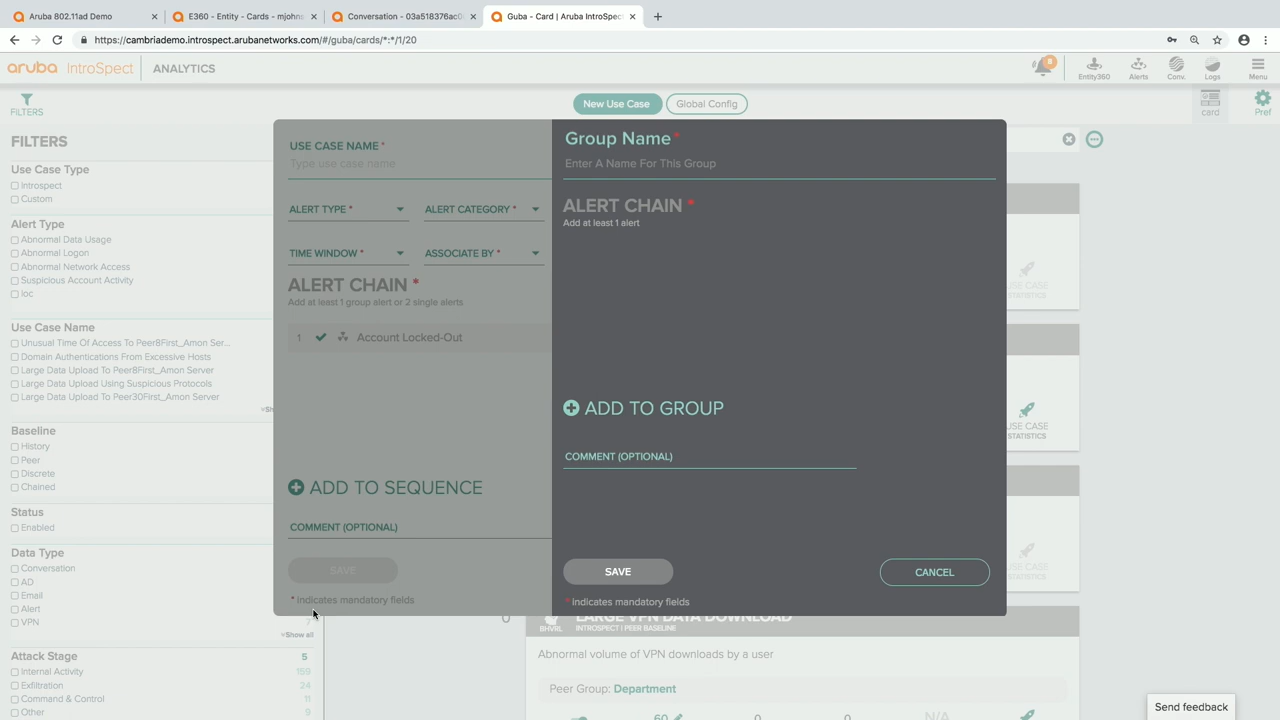 Aruba 802.11ad Demo
E360 - Entity - Cards - mjohns
Conversation - 03a518376ac0
Guba - Card | Aruba IntroSpec
https://cambriademo.introspect.arubanetworks.com/#/guba/cards/*:*/1/20
aruba IntroSpect ANALYTICS
8
Entity360 Alerts Conv. Logs Menu
FILTERS
New Use Case Global Config
card Pref
FILTERS
Use Case Type
Introspect
Custom
Alert Type
Abnormal Data Usage
Abnormal Logon
Abnormal Network Access
Suspicious Account Activity
Ioc
Use Case Name
Unusual Time Of Access To Peer8First_Amon Ser...
Domain Authentications From Excessive Hosts
Large Data Upload To Peer8First_Amon Server
Large Data Upload Using Suspicious Protocols
Large Data Upload To Peer30First_Amon Server
Baseline
History
Peer
Discrete
Chained
Status
Enabled
Data Type
Conversation
AD
Email
Alert
VPN 7
Show all
Attack Stage 5
Internal Activity 159
Exfiltration 24
Command & Control 11
Other 9
USE CASE NAME *
Type use case name
ALERT TYPE * ALERT CATEGORY *
TIME WINDOW * ASSOCIATE BY *
ALERT CHAIN *
Add at least 1 group alert or 2 single alerts
1 Account Locked-Out
ADD TO SEQUENCE
COMMENT (OPTIONAL)
SAVE
* Indicates mandatory fields
Group Name *
Enter A Name For This Group
ALERT CHAIN *
Add at least 1 alert
ADD TO GROUP
COMMENT (OPTIONAL)
SAVE CANCEL
* Indicates mandatory fields
USE CASE
STATISTICS
USE CASE
STATISTICS
USE CASE
STATISTICS
0
BHVRL LARGE VPN DATA DOWNLOAD
INTROSPECT | PEER BASELINE
Abnormal volume of VPN downloads by a user
Peer Group: Department
60 0 0 N/A
Send feedback